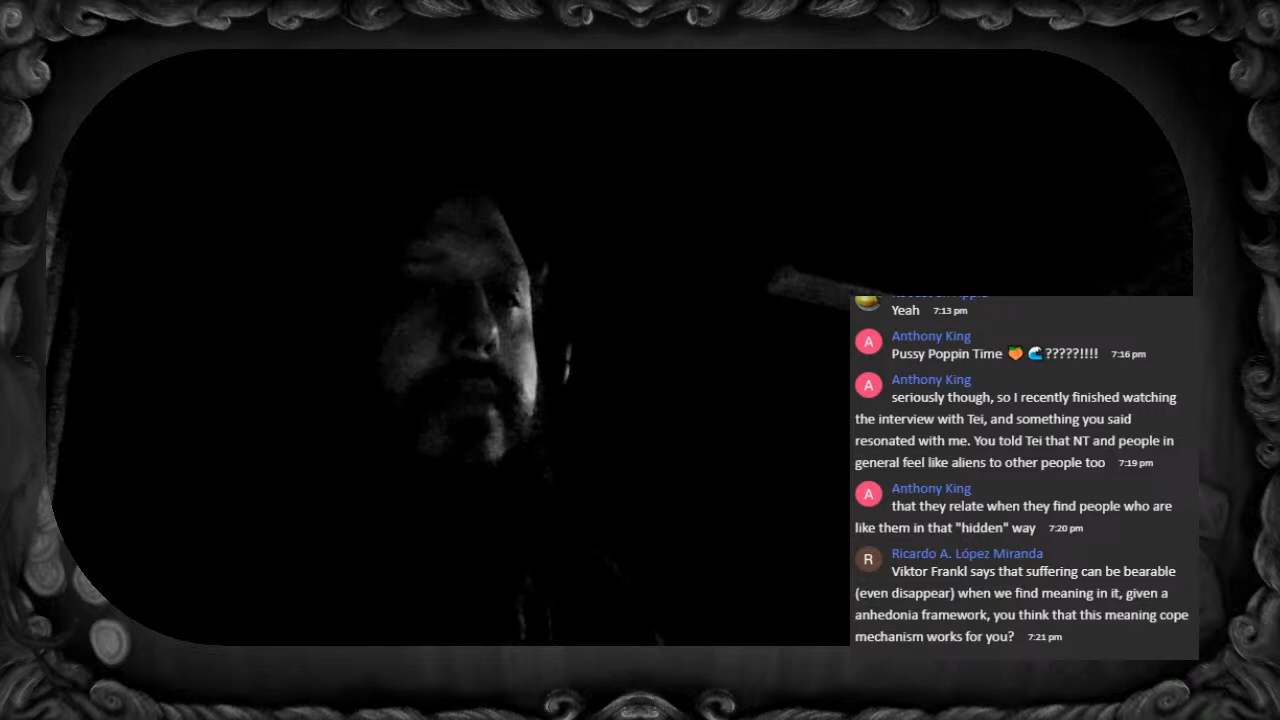 Yeah 7:13 pm
A Anthony King
Pussy Poppin Time 🍑 🌊 ?????!!!! 7:16 pm
A Anthony King
seriously though, so I recently finished watching
the interview with Tei, and something you said
resonated with me. You told Tei that NT and people in
general feel like aliens to other people too 7:19 pm
A Anthony King
that they relate when they find people who are
like them in that "hidden" way 7:20 pm
R Ricardo A. López Miranda
Viktor Frankl says that suffering can be bearable
(even disappear) when we find meaning in it, given a
anhedonia framework, you think that this meaning cope
mechanism works for you? 7:21 pm